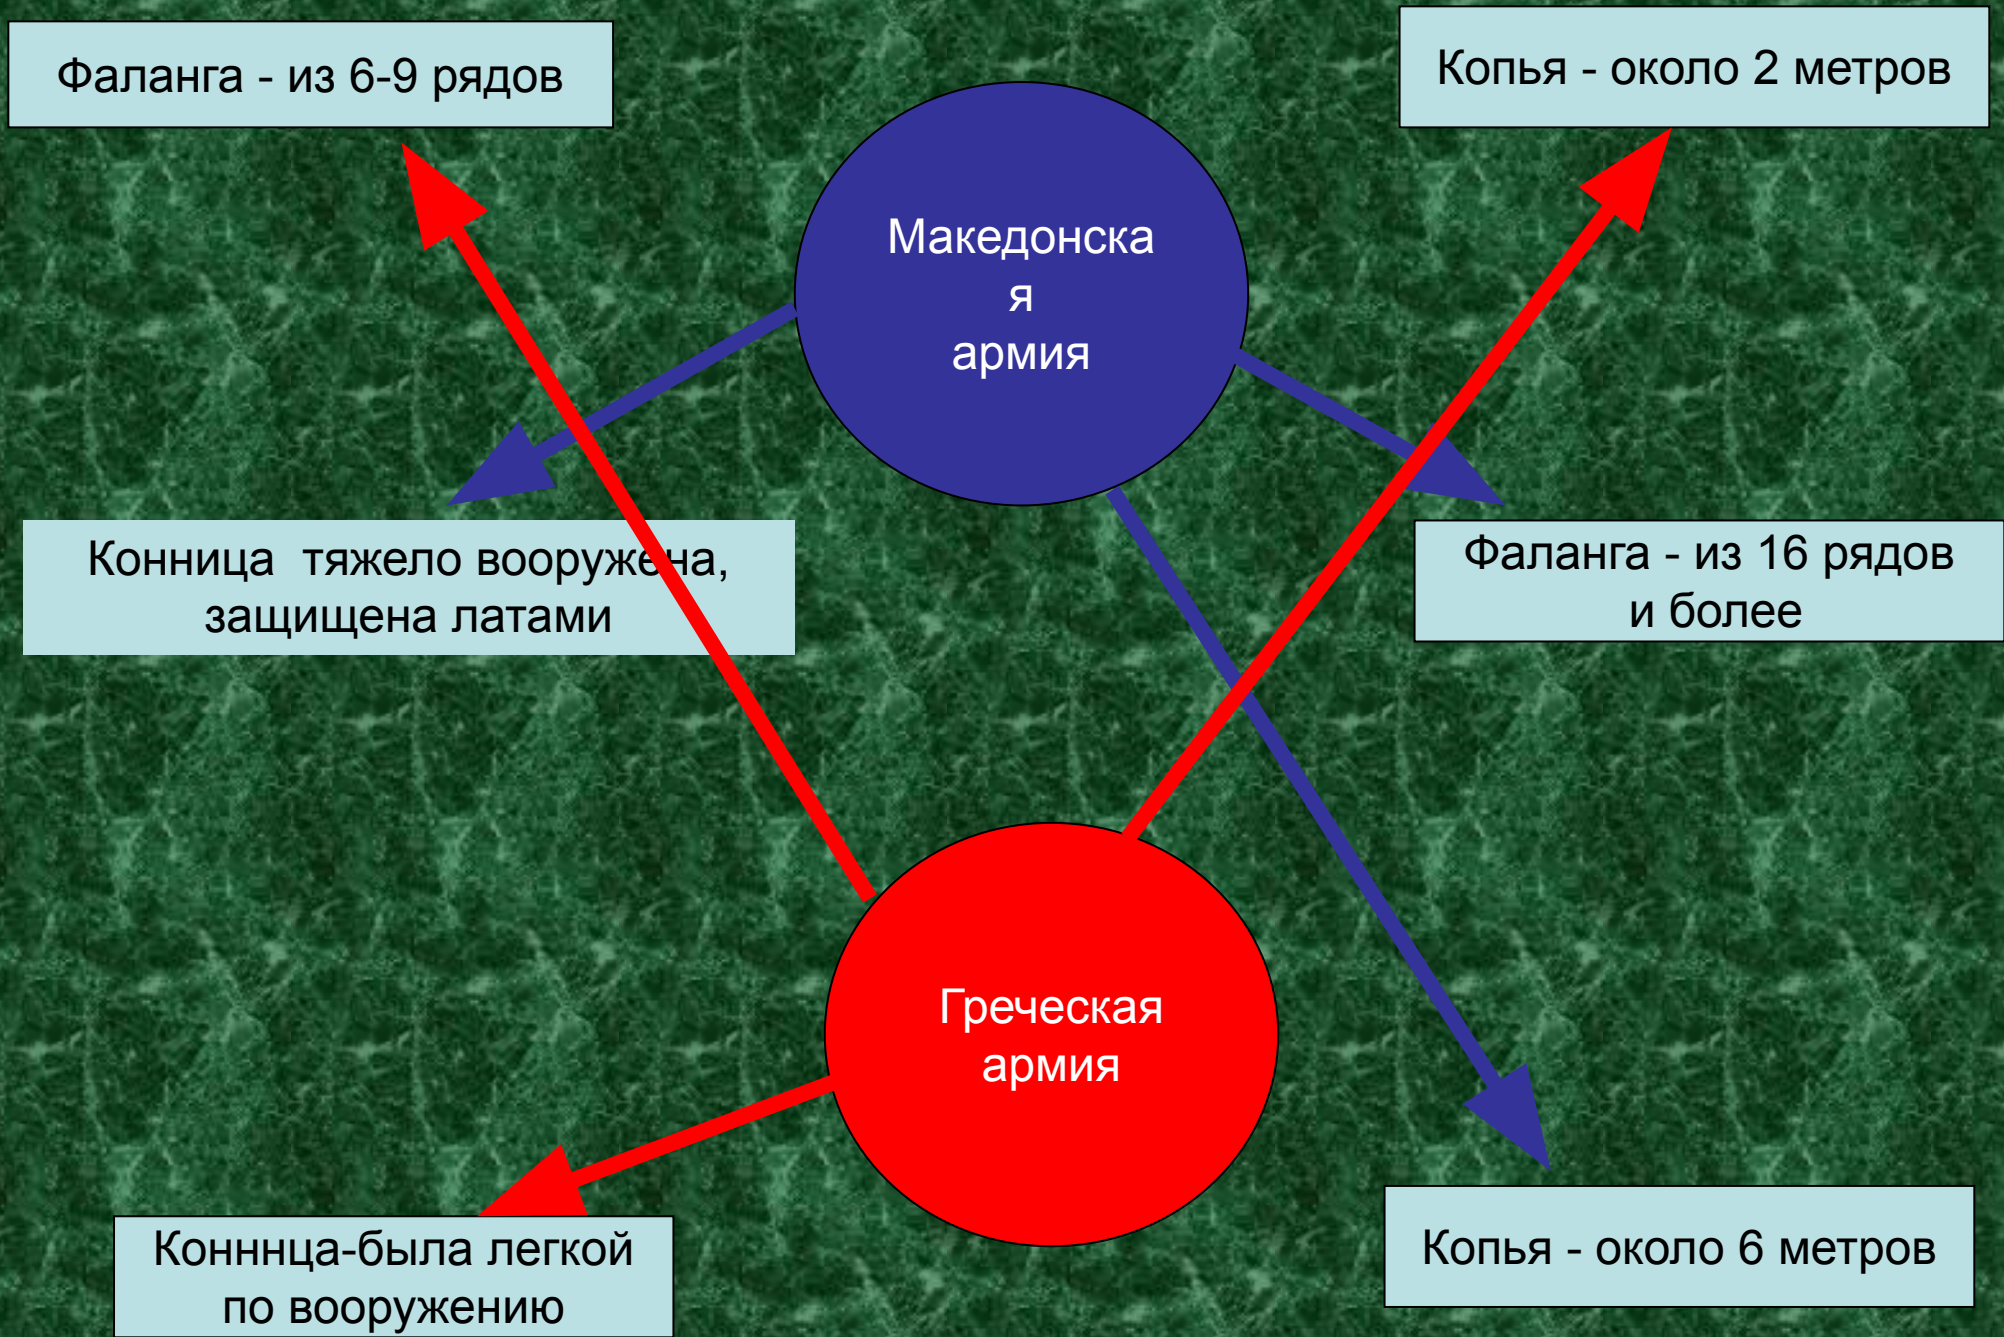 Фаланга - из 6-9 рядов
Копья - около 2 метров
Македонска
я
армия
Конница  тяжело вооружена,
защищена латами
Фаланга - из 16 рядов
и более
Греческая
армия
Конннца-была легкой
по вооружению
Копья - около 6 метров